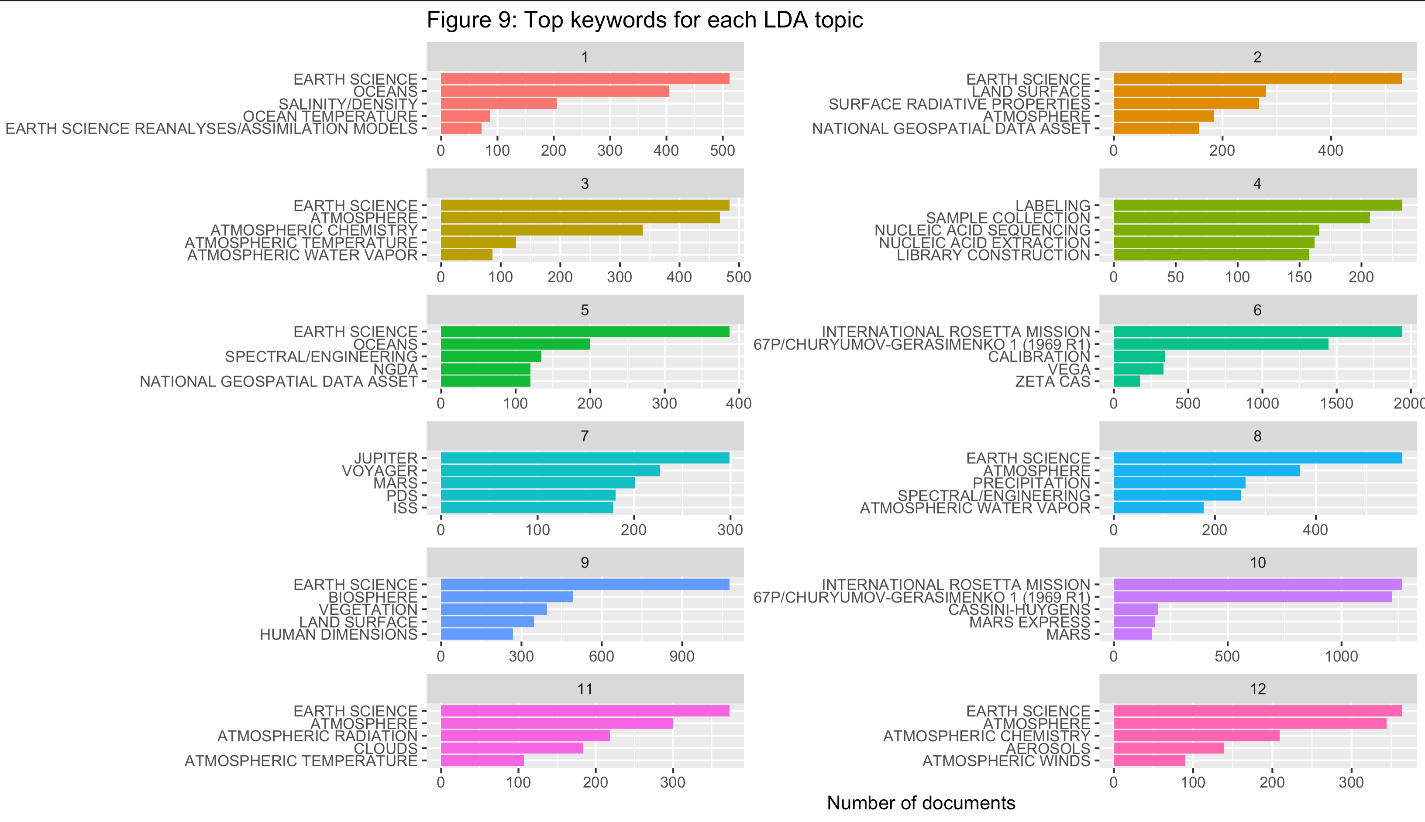 Figure 9: Top keywords for each LDA topic
1
EARTH SCIENCE
OCEANS
SALINITY/DENSITY
OCEAN TEMPERATURE
EARTH SCIENCE REANALYSES/ASSIMILATION MODELS
0 100 200 300 400 500
2
EARTH SCIENCE
LAND SURFACE
SURFACE RADIATIVE PROPERTIES
ATMOSPHERE
NATIONAL GEOSPATIAL DATA ASSET
0 200 400
3
EARTH SCIENCE
ATMOSPHERE
ATMOSPHERIC CHEMISTRY
ATMOSPHERIC TEMPERATURE
ATMOSPHERIC WATER VAPOR
0 100 200 300 400 500
4
LABELING
SAMPLE COLLECTION
NUCLEIC ACID SEQUENCING
NUCLEIC ACID EXTRACTION
LIBRARY CONSTRUCTION
0 50 100 150 200
5
EARTH SCIENCE
OCEANS
SPECTRAL/ENGINEERING
NGDA
NATIONAL GEOSPATIAL DATA ASSET
0 100 200 300 400
6
INTERNATIONAL ROSETTA MISSION
67P/CHURYUMOV-GERASIMENKO 1 (1969 R1)
CALIBRATION
VEGA
ZETA CAS
0 500 1000 1500 2000
7
JUPITER
VOYAGER
MARS
PDS
ISS
0 100 200 300
8
EARTH SCIENCE
ATMOSPHERE
PRECIPITATION
SPECTRAL/ENGINEERING
ATMOSPHERIC WATER VAPOR
0 200 400
9
EARTH SCIENCE
BIOSPHERE
VEGETATION
LAND SURFACE
HUMAN DIMENSIONS
0 300 600 900
10
INTERNATIONAL ROSETTA MISSION
67P/CHURYUMOV-GERASIMENKO 1 (1969 R1)
CASSINI-HUYGENS
MARS EXPRESS
MARS
0 500 1000
11
EARTH SCIENCE
ATMOSPHERE
ATMOSPHERIC RADIATION
CLOUDS
ATMOSPHERIC TEMPERATURE
0 100 200 300
12
EARTH SCIENCE
ATMOSPHERE
ATMOSPHERIC CHEMISTRY
AEROSOLS
ATMOSPHERIC WINDS
0 100 200 300
Number of documents